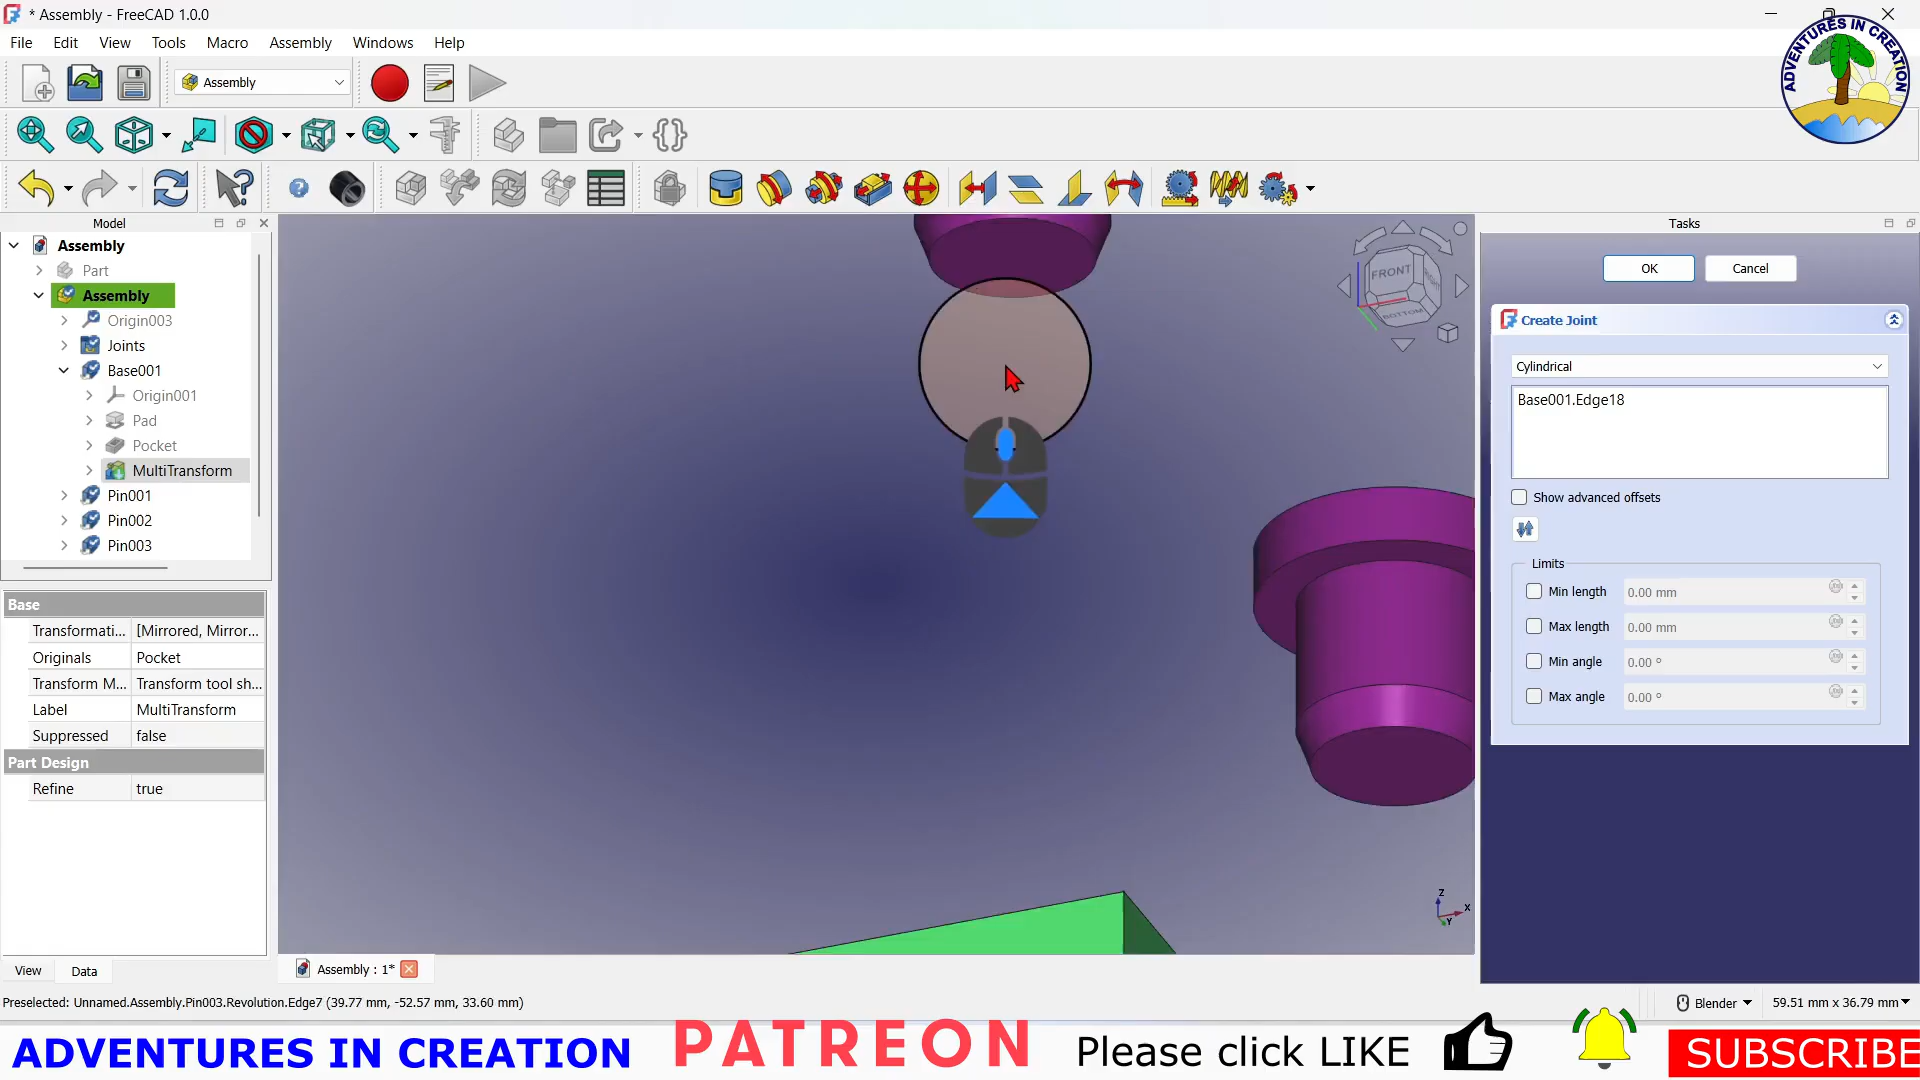 * Assembly - FreeCAD 1.0.0
File Edit View Tools Macro Assembly Windows Help
ADVENTURES IN CREATION
Assembly
Model
Assembly
Part
Assembly
Origin003
Joints
Base001
Origin001
Pad
Pocket
MultiTransform
Pin001
Pin002
Pin003
Base
Transformati... [Mirrored, Mirror...
Originals Pocket
Transform M... Transform tool sh...
Label MultiTransform
Suppressed false
Part Design
Refine true
View Data
FRONT
RIGHT
BOTTOM
Z
X
Y
Assembly : 1*
Tasks
OK Cancel
Create Joint
Cylindrical
Base001.Edge18
Show advanced offsets
Limits
Min length 0.00 mm
Max length 0.00 mm
Min angle 0.00 °
Max angle 0.00 °
Preselected: Unnamed.Assembly.Pin003.Revolution.Edge7 (39.77 mm, -52.57 mm, 33.60 mm)
Blender 59.51 mm x 36.79 mm
ADVENTURES IN CREATION PATREON Please click LIKE SUBSCRIBE